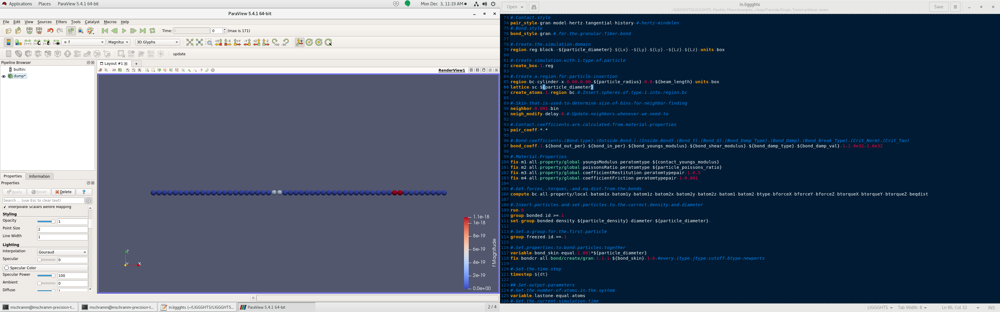 Applications Places ParaView 5.4.1 64-bit Mon Dec 3, 11:19 AM
ParaView 5.4.1 64-bit
File Edit View Sources Filters Tools Catalyst Macros Help
Time: 0 0 (max is 171)
f Magnituc 3D Glyphs
update
Pipeline Browser
builtin:
dump*
Layout #1 +
2D RenderView1
Properties Information
Properties
Apply Reset Delete ?
Search ... (use Esc to clear text)
Interpolate Scalars Before Mapping
Styling
Opacity 1
Point Size 2
Line Width 1
Lighting
Interpolation Gouraud
Specular 0
Specular Color
Specular Power 100
Ambient 0
Diffuse 1
Z
Y X
1.1e-18
1e-18
8e-19
6e-19
4e-19
2e-19
0.0e+00
f Magnitude
mschramm@mschramm-precision-t... mschramm@mschramm-precision-t... in.liggghts (~/LIGGGHTS/LIGGGHTS... ParaView 5.4.1 64-bit 2 / 4
Open in.liggghts Save
~/LIGGGHTS/LIGGGHTS_Flexible_Fibers/examples...ckage/Tutorials/Single_Tests/cantilever_beam
73 #.Contact.style
74 pair_style.gran.model.hertz.tangential.history.#.hertz-mindelen
75 #.Bond.style
76 bond_style.gran.#.for.the.granular.fiber.bond
77
78 #.Create.the.simulation.domain
79 region.reg.block.-${particle_diameter}.${Lx}.-${Ly}.${Ly}.-${Lz}.${Lz}.units.box
80
81 #.Create.simulation.with.1.type.of.particle
82 create_box.1.reg
83
84 #.Create.a.region.for.particle.insertion
85 region.bc.cylinder.x.0.00.0.00.${particle_radius}.0.0.${beam_length}.units.box
86 lattice.sc.${particle_diameter}
87 create_atoms.1.region.bc.#.Insert.spheres.of.type.1.into.region.bc
88
89 #.Skin.that.is.used.to.determine.size.of.bins.for.neighbor.finding
90 neighbor.0.001.bin
91 neigh_modify.delay.0.#.Update.neighbors.whenever.we.need.to
92
93 #.Contact.coefficients.are.calculated.from.material.properties
94 pair_coeff.*.*
95
96 #.Bond.coefficients.(Bond.type).(Outside.Bond.).(Inside.Bond).(Bond_Y).(Bond_G).(Bond_Damp_Type).(Bond_Damp).(Bond_Break_Type).(Crit_Norm).(Crit_Tan)
97 bond_coeff.1.${bond_out_per}.${bond_in_per}.${bond_youngs_modulus}.${bond_shear_modulus}.${bond_damp_type}.${bond_damp_val}.1.1.0e32.1.0e32
98
99 #.Material.Properties
100 fix.m1.all.property/global.youngsModulus.peratomtype.${contact_youngs_modulus}
101 fix.m2.all.property/global.poissonsRatio.peratomtype.${particle_poissons_ratio}
102 fix.m3.all.property/global.coefficientRestitution.peratomtypepair.1.0.5
103 fix.m4.all.property/global.coefficientFriction.peratomtypepair.1.0.001
104
105 #.Get.forces,.torques,.and.eq.dist.from.the.bonds
106 compute.bc.all.property/local.batom1x.batom1y.batom1z.batom2x.batom2y.batom2z.batom1.batom2.btype.bforceX.bforceY.bforceZ.btorqueX.btorqueY.btorqueZ.beqdist
107
108 #.Insert.particles.and.set.particles.to.the.correct.density.and.diameter
109 run.0
110 group.bonded.id.>=.1
111 set.group.bonded.density.${particle_density}.diameter.${particle_diameter}.
112
113 #.Set.a.group.for.the.first.particle
114 group.freezed.id.==.1
115
116 #.Set.properties.to.bond.particles.together
117 variable.bond_skin.equal.1.001*${particle_diameter}
118 fix.bondcr.all.bond/create/gran.1.1.1.${bond_skin}.1.6.#every.itype.jtype.cutoff.btype.newperts
119
120 #.Set.the.time.step
121 timestep.${dt}
122
123 ##.Set.output.parameters
124 #.Get.the.number.of.atoms.in.the.system
125 variable.lastone.equal.atoms
126 #.Get.the.current.simulation.time
LIGGGHTS Tab Width: 8 Ln 86, Col 32 INS